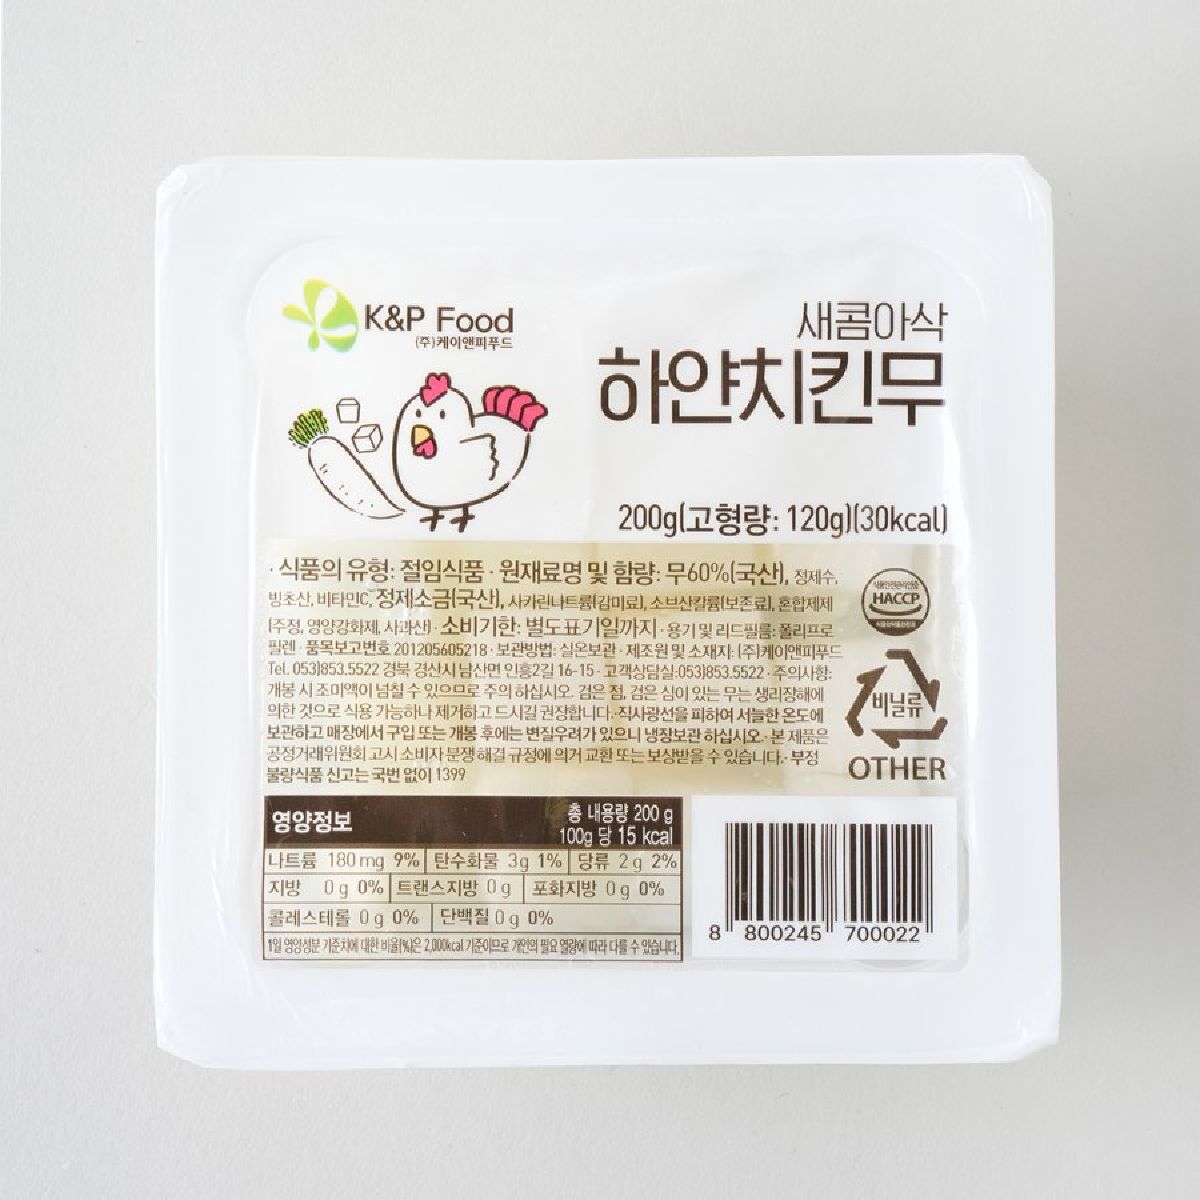 K&P Food
(주)케이앤피푸드
새콤아삭
하얀치킨무
200g(고형량: 120g)(30kcal)
· 식품의 유형: 절임식품 · 원재료명 및 함량: 무60%(국산), 정제수,
빙초산, 비타민C, 정제소금(국산), 사카린나트륨(감미료), 소브산칼륨(보존료), 혼합제제
(주정, 영양강화제, 사과산) · 소비기한: 별도표기일까지 · 용기 및 리드필름: 폴리프로
필렌 · 품목보고번호 201205605218 · 보관방법: 실온보관 · 제조원 및 소재지: (주)케이앤피푸드
Tel. 053)853.5522 경북 경산시 남산면 인흥2길 16-15 · 고객상담실:053)853.5522 · 주의사항:
개봉 시 조미액이 넘칠 수 있으므로 주의 하십시오. 검은 점, 검은 심이 있는 무는 생리장해에
의한 것으로 식용 가능하나 제거하고 드시길 권장합니다. · 직사광선을 피하여 서늘한 온도에
보관하고 매장에서 구입 또는 개봉 후에는 변질우려가 있으니 냉장보관 하십시오. · 본 제품은
공정거래위원회 고시 소비자 분쟁해결 규정에 의거 교환 또는 보상받을 수 있습니다. · 부정
불량식품 신고는 국번 없이 1399
HACCP
비닐류
OTHER
영양정보
총 내용량 200 g
100g 당 15 kcal
나트륨 180 mg 9% 탄수화물 3g 1% 당류 2 g 2%
지방 0 g 0% 트랜스지방 0 g 포화지방 0 g 0%
콜레스테롤 0 g 0% 단백질 0 g 0%
1일 영양성분 기준치에 대한 비율(%)은 2,000kcal 기준이므로 개인의 필요 열량에 따라 다를 수 있습니다.
8 800245 700022